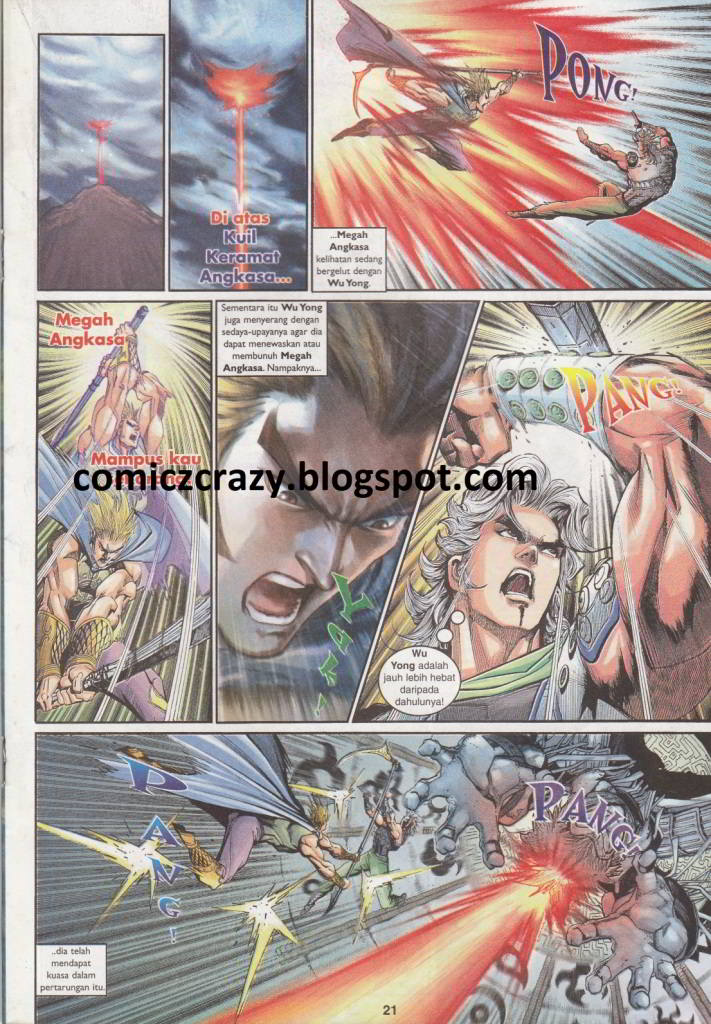 Di atas
Kuil
Keramat
Angkasa...
PONG!
...Megah
Angkasa
kelihatan sedang
bergelut dengan
Wu Yong.
Megah
Angkasa
Mampus kau
Sementara itu Wu Yong
juga menyerang dengan
sedaya-upayanya agar dia
dapat menewaskan atau
membunuh Megah
Angkasa. Nampaknya...
PANG!
comiczcrazy.blogspot.com
Wu
Yong adalah
jauh lebih hebat
daripada
dahulunya!
PANG!
PANG!
..dia telah
mendapat
kuasa dalam
pertarungan itu.
21